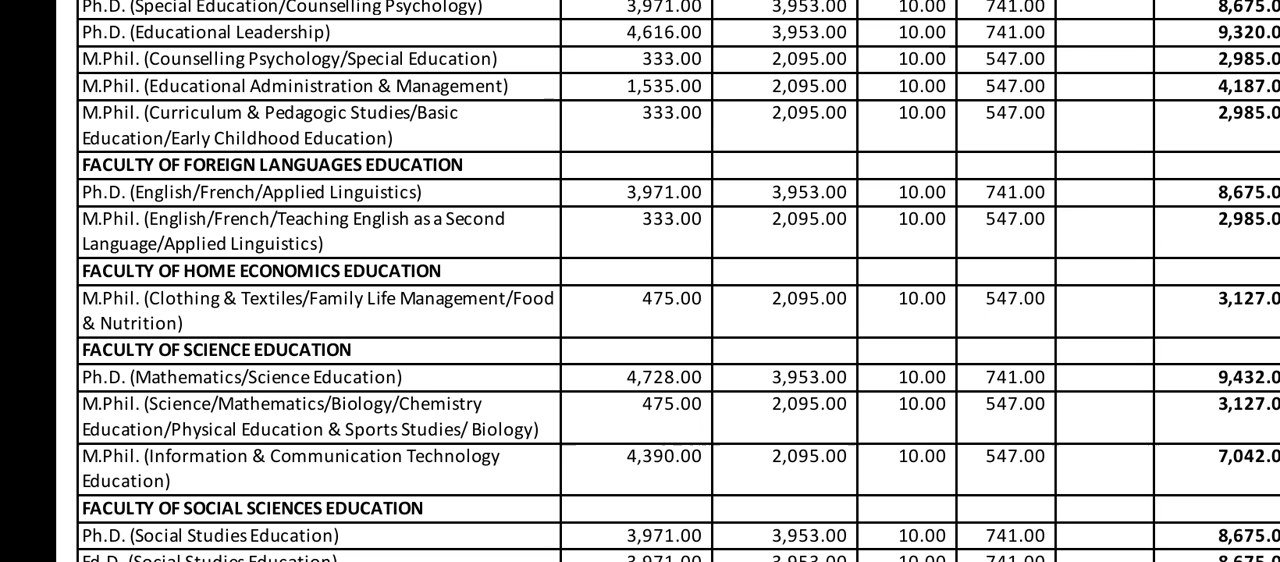 Ph.D. (Special Education/Counselling Psychology) 3,971.00 3,953.00 10.00 741.00 8,675.0
Ph.D. (Educational Leadership) 4,616.00 3,953.00 10.00 741.00 9,320.0
M.Phil. (Counselling Psychology/Special Education) 333.00 2,095.00 10.00 547.00 2,985.0
M.Phil. (Educational Administration & Management) 1,535.00 2,095.00 10.00 547.00 4,187.0
M.Phil. (Curriculum & Pedagogic Studies/Basic 333.00 2,095.00 10.00 547.00 2,985.0
Education/Early Childhood Education)
FACULTY OF FOREIGN LANGUAGES EDUCATION
Ph.D. (English/French/Applied Linguistics) 3,971.00 3,953.00 10.00 741.00 8,675.0
M.Phil. (English/French/Teaching English as a Second 333.00 2,095.00 10.00 547.00 2,985.0
Language/Applied Linguistics)
FACULTY OF HOME ECONOMICS EDUCATION
M.Phil. (Clothing & Textiles/Family Life Management/Food 475.00 2,095.00 10.00 547.00 3,127.0
& Nutrition)
FACULTY OF SCIENCE EDUCATION
Ph.D. (Mathematics/Science Education) 4,728.00 3,953.00 10.00 741.00 9,432.0
M.Phil. (Science/Mathematics/Biology/Chemistry 475.00 2,095.00 10.00 547.00 3,127.0
Education/Physical Education & Sports Studies/ Biology)
M.Phil. (Information & Communication Technology 4,390.00 2,095.00 10.00 547.00 7,042.0
Education)
FACULTY OF SOCIAL SCIENCES EDUCATION
Ph.D. (Social Studies Education) 3,971.00 3,953.00 10.00 741.00 8,675.0
Ed.D. (Social Studies Education) 3,971.00 3,953.00 10.00 741.00 8,675.0